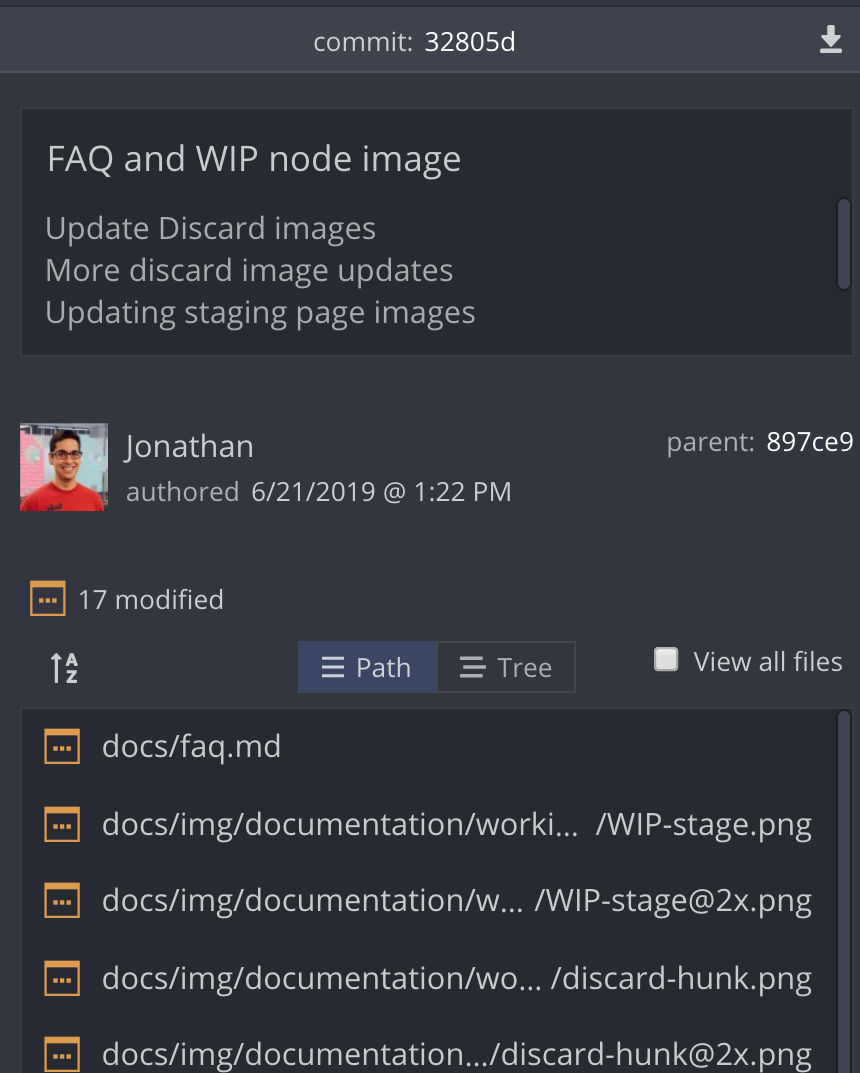 commit: 32805d
FAQ and WIP node image
Update Discard images
More discard image updates
Updating staging page images
Jonathan
parent: 897ce9
authored 6/21/2019 @ 1:22 PM
17 modified
A
Z
Path
Tree
View all files
docs/faq.md
docs/img/documentation/worki... /WIP-stage.png
docs/img/documentation/w... /WIP-stage@2x.png
docs/img/documentation/wo... /discard-hunk.png
docs/img/documentation.../discard-hunk@2x.png